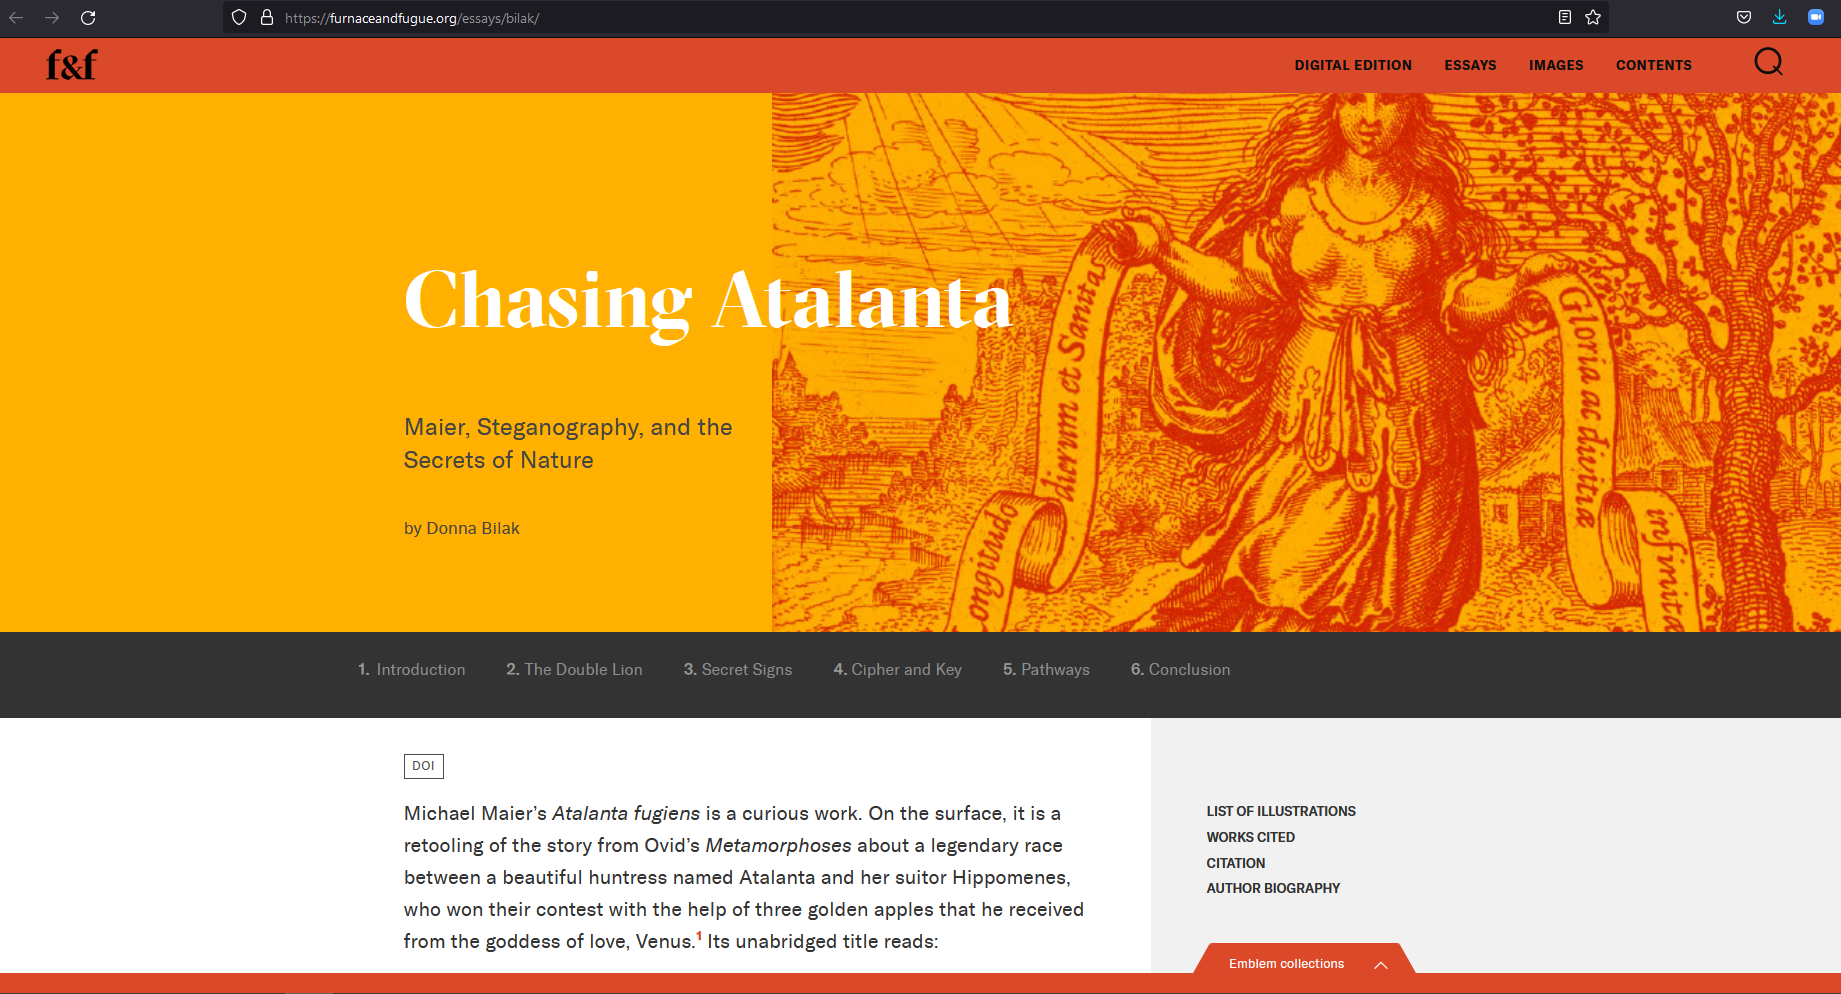 https://furnaceandfugue.org/essays/bilak/
f&f
DIGITAL EDITION ESSAYS IMAGES CONTENTS
Chasing Atalanta
Maier, Steganography, and the
Secrets of Nature
by Donna Bilak
Longitudo
dierum et Sanitas
Gloria ac divitiæ
infinitæ
1. Introduction 2. The Double Lion 3. Secret Signs 4. Cipher and Key 5. Pathways 6. Conclusion
DOI
Michael Maier’s Atalanta fugiens is a curious work. On the surface, it is a
retooling of the story from Ovid’s Metamorphoses about a legendary race
between a beautiful huntress named Atalanta and her suitor Hippomenes,
who won their contest with the help of three golden apples that he received
from the goddess of love, Venus.1 Its unabridged title reads:
LIST OF ILLUSTRATIONS
WORKS CITED
CITATION
AUTHOR BIOGRAPHY
Emblem collections